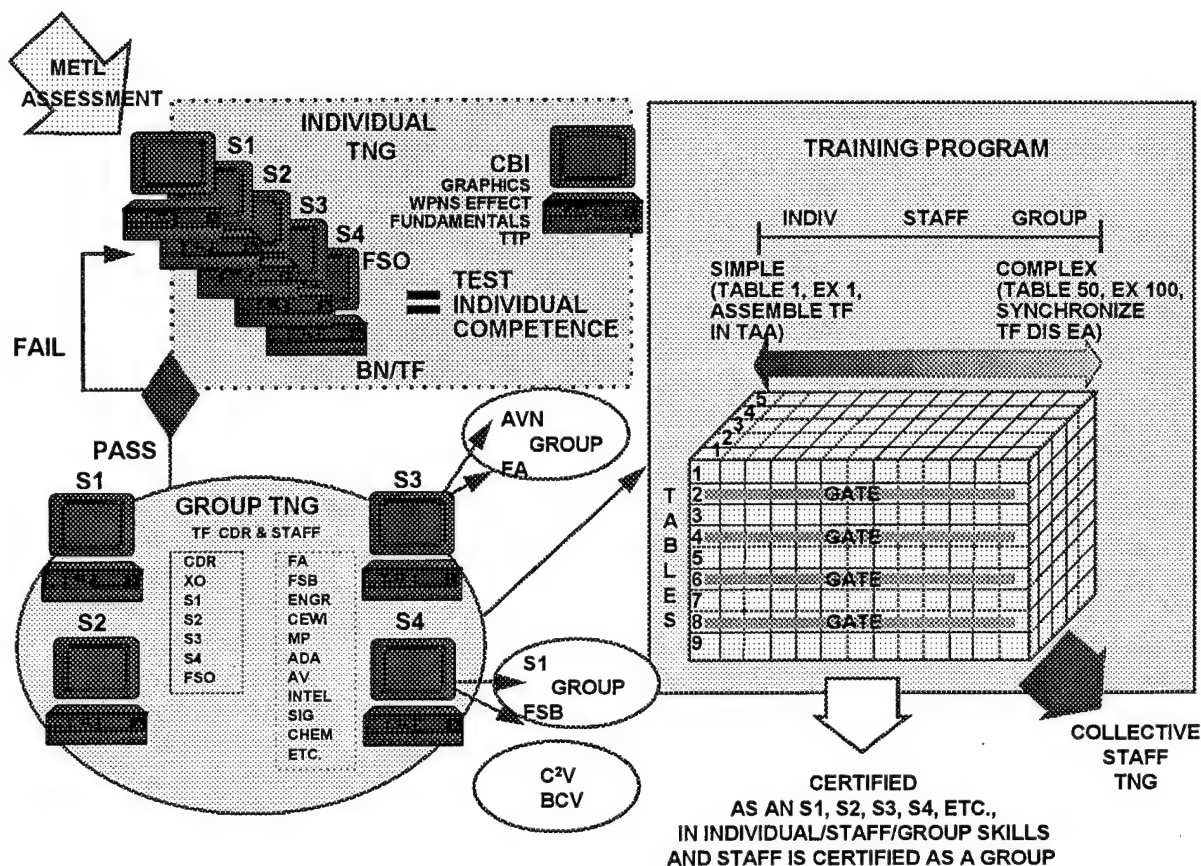 METL
ASSESSMENT
INDIVIDUAL
TNG
S1
S2
S3
S4
FSO
CBI
GRAPHICS
WPNS EFFECT
FUNDAMENTALS
TTP
= TEST
INDIVIDUAL
COMPETENCE
BN/TF
FAIL
PASS
S1
S2
S3
S4
GROUP TNG
TF CDR & STAFF
CDR
XO
S1
S2
S3
S4
FSO
FA
FSB
ENGR
CEWI
MP
ADA
AV
INTEL
SIG
CHEM
ETC.
AVN
GROUP
FA
S1
GROUP
FSB
C²V
BCV
TRAINING PROGRAM
INDIV STAFF GROUP
SIMPLE
(TABLE 1, EX 1,
ASSEMBLE TF
IN TAA)
COMPLEX
(TABLE 50, EX 100,
SYNCHRONIZE
TF DIS EA)
5
4
3
2
1
TABLES
1
2 GATE
3
4 GATE
5
6 GATE
7
8 GATE
9
COLLECTIVE
STAFF
TNG
CERTIFIED
AS AN S1, S2, S3, S4, ETC.,
IN INDIVIDUAL/STAFF/GROUP SKILLS
AND STAFF IS CERTIFIED AS A GROUP